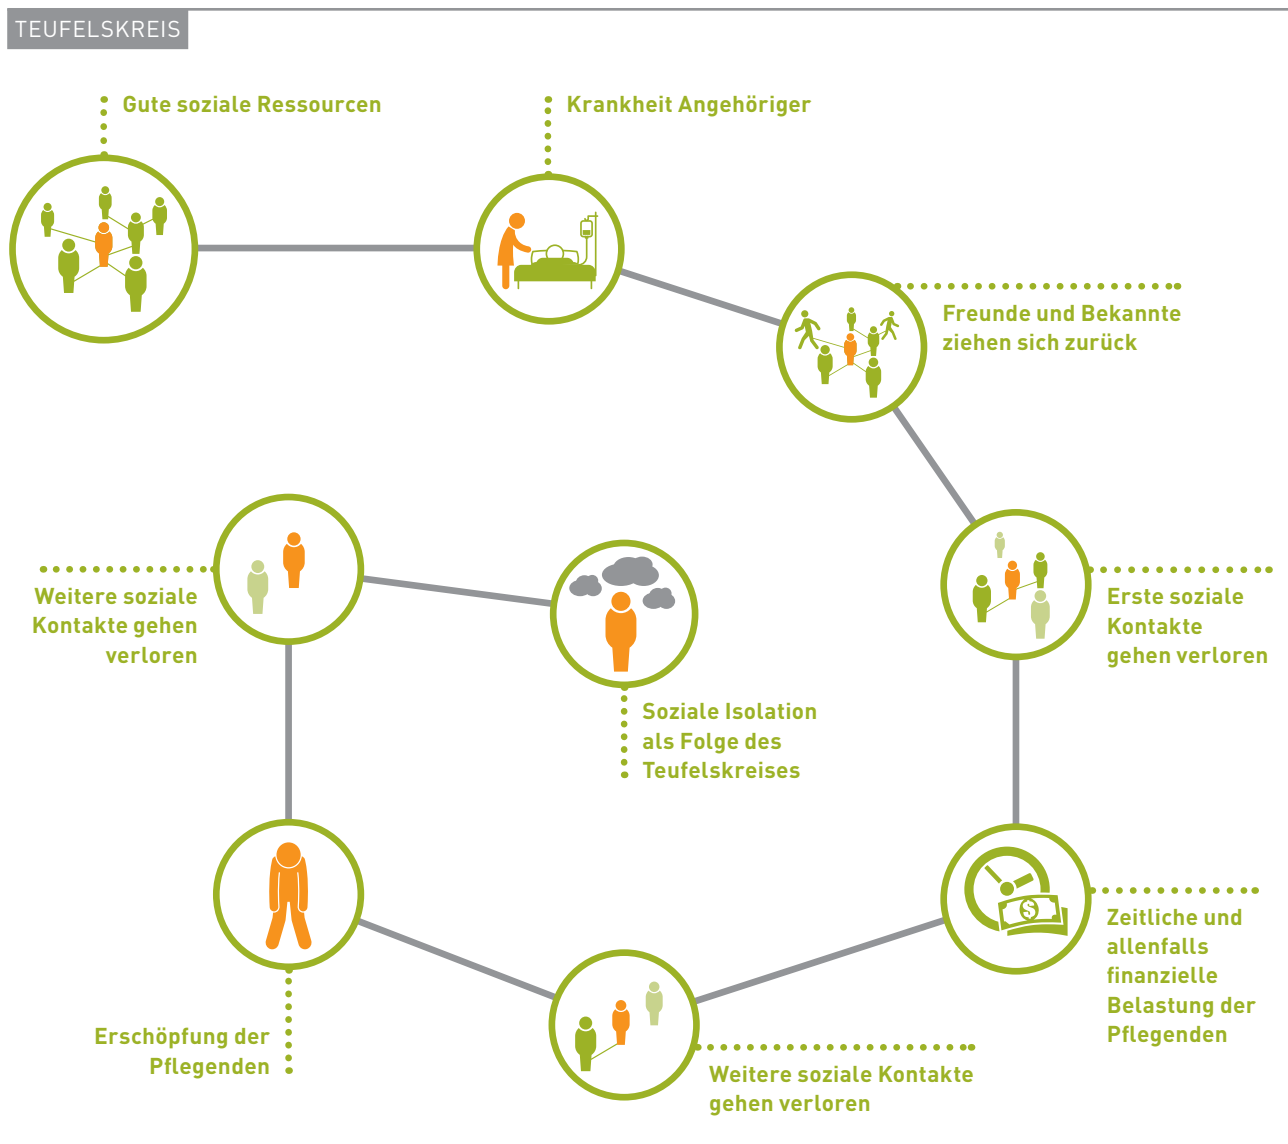 TEUFELSKREIS
Gute soziale Ressourcen
Krankheit Angehöriger
Freunde und Bekannte
ziehen sich zurück
Erste soziale
Kontakte
gehen verloren
Zeitliche und
allenfalls
finanzielle
Belastung der
Pflegenden
Weitere soziale Kontakte
gehen verloren
Erschöpfung der
Pflegenden
Weitere soziale
Kontakte gehen
verloren
Soziale Isolation
als Folge des
Teufelskreises